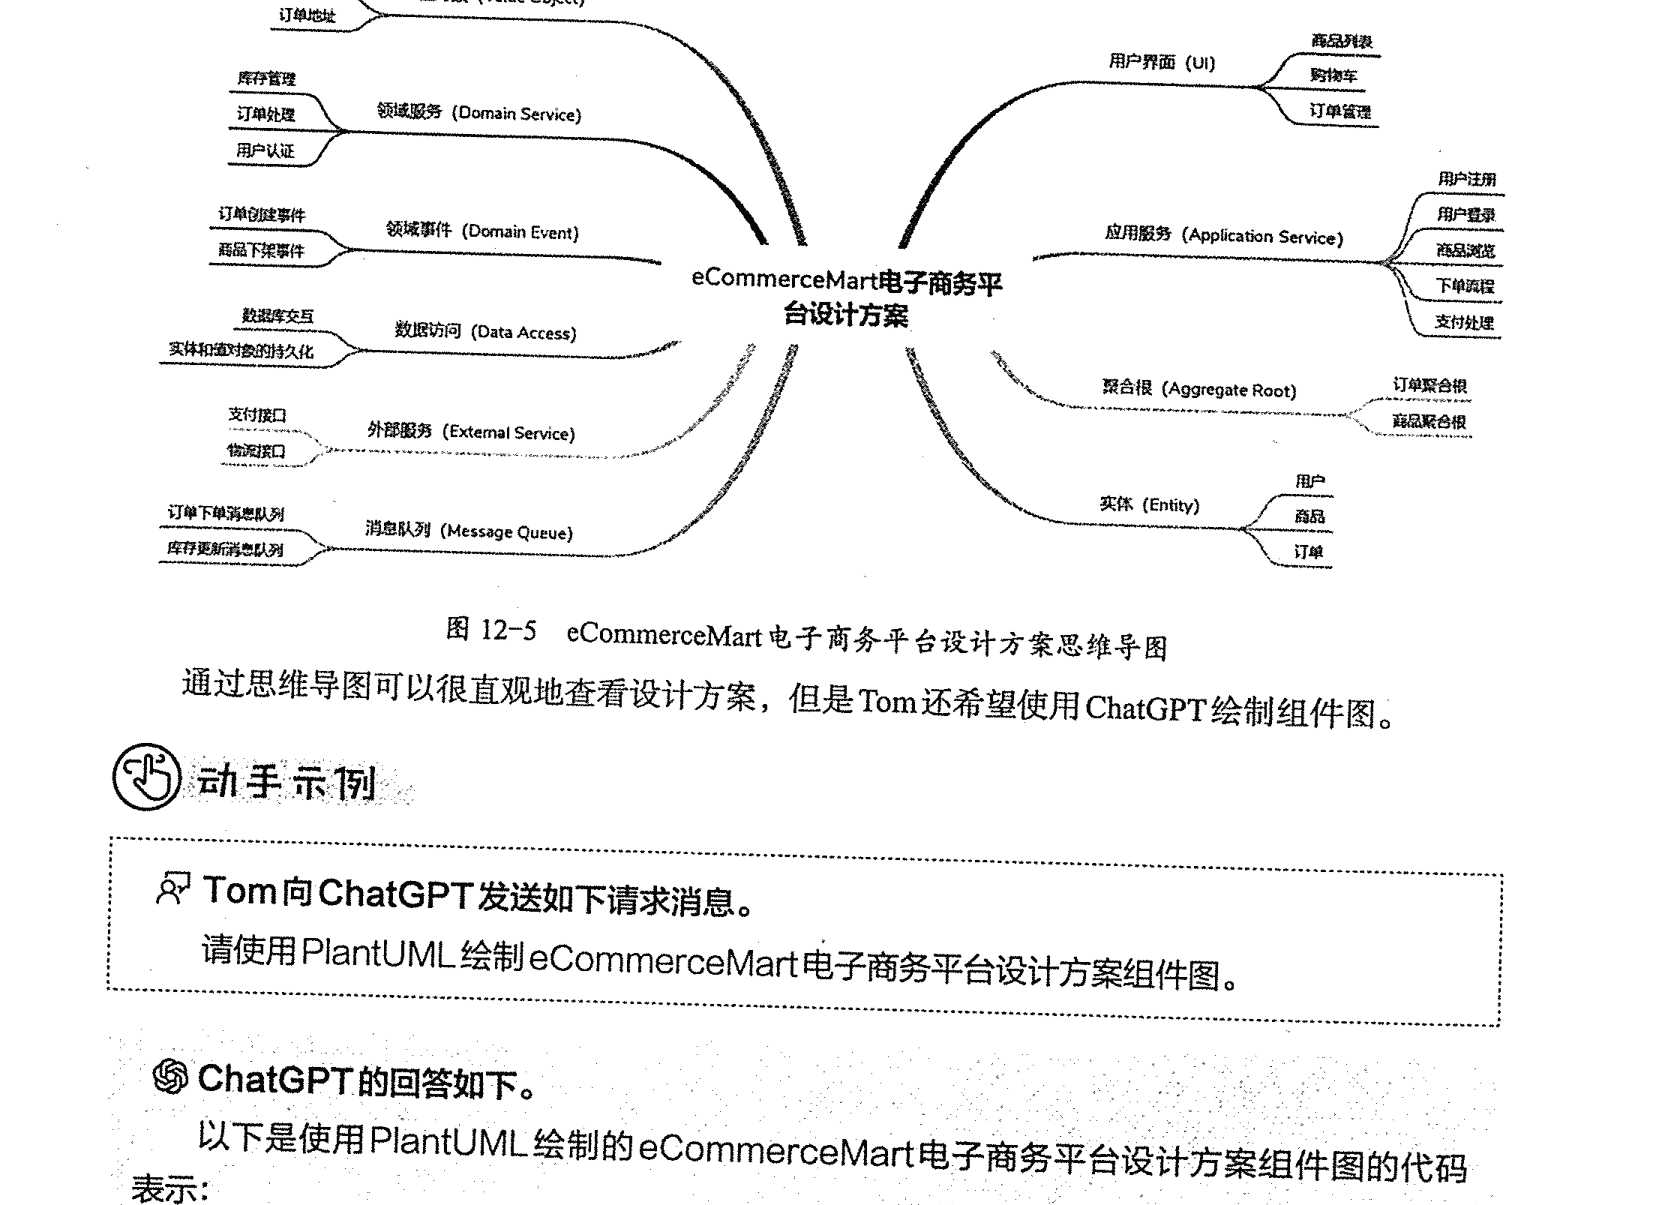 订单地址
库存管理
订单处理
用户认证
领域服务（Domain Service）
订单创建事件
商品下架事件
领域事件（Domain Event）
数据库交互
实体和值对象的持久化
数据访问（Data Access）
支付接口
物流接口
外部服务（External Service）
订单下单消息队列
库存更新消息队列
消息队列（Message Queue）
eCommerceMart电子商务平
台设计方案
用户界面（UI）
商品列表
购物车
订单管理
应用服务（Application Service）
用户注册
用户登录
商品浏览
下单流程
支付处理
聚合根（Aggregate Root）
订单聚合根
商品聚合根
实体（Entity）
用户
商品
订单
图 12-5 eCommerceMart电子商务平台设计方案思维导图
通过思维导图可以很直观地查看设计方案，但是Tom还希望使用ChatGPT绘制组件图。
动手示例
Tom向ChatGPT发送如下请求消息。
请使用PlantUML绘制eCommerceMart电子商务平台设计方案组件图。
ChatGPT的回答如下。
以下是使用PlantUML绘制的eCommerceMart电子商务平台设计方案组件图的代码
表示：